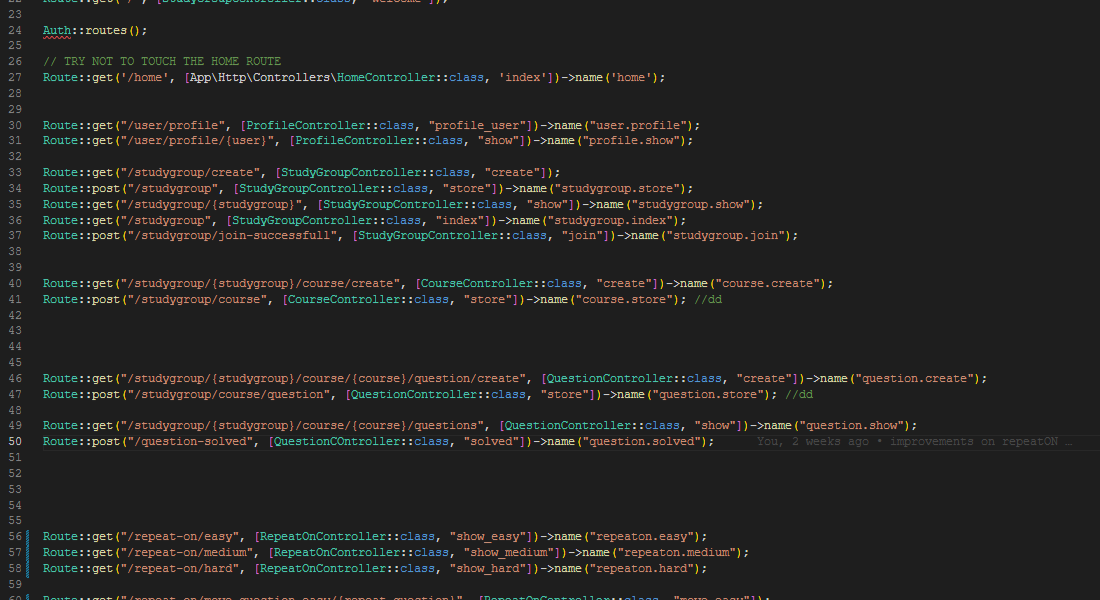 22 Route::get("/", [StudyGroupController::class, "welcome"]);
23
24 Auth::routes();
25
26 // TRY NOT TO TOUCH THE HOME ROUTE
27 Route::get('/home', [App\Http\Controllers\HomeController::class, 'index'])->name('home');
28
29
30 Route::get("/user/profile", [ProfileController::class, "profile_user"])->name("user.profile");
31 Route::get("/user/profile/{user}", [ProfileController::class, "show"])->name("profile.show");
32
33 Route::get("/studygroup/create", [StudyGroupController::class, "create"]);
34 Route::post("/studygroup", [StudyGroupController::class, "store"])->name("studygroup.store");
35 Route::get("/studygroup/{studygroup}", [StudyGroupController::class, "show"])->name("studygroup.show");
36 Route::get("/studygroup", [StudyGroupController::class, "index"])->name("studygroup.index");
37 Route::post("/studygroup/join-successfull", [StudyGroupController::class, "join"])->name("studygroup.join");
38
39
40 Route::get("/studygroup/{studygroup}/course/create", [CourseController::class, "create"])->name("course.create");
41 Route::post("/studygroup/course", [CourseController::class, "store"])->name("course.store"); //dd
42
43
44
45
46 Route::get("/studygroup/{studygroup}/course/{course}/question/create", [QuestionController::class, "create"])->name("question.create");
47 Route::post("/studygroup/course/question", [QuestionController::class, "store"])->name("question.store"); //dd
48
49 Route::get("/studygroup/{studygroup}/course/{course}/questions", [QuestionController::class, "show"])->name("question.show");
50 Route::post("/question-solved", [QuestionCOntroller::class, "solved"])->name("question.solved"); You, 2 weeks ago • improvements on repeatON …
51
52
53
54
55
56 Route::get("/repeat-on/easy", [RepeatOnController::class, "show_easy"])->name("repeaton.easy");
57 Route::get("/repeat-on/medium", [RepeatOnController::class, "show_medium"])->name("repeaton.medium");
58 Route::get("/repeat-on/hard", [RepeatOnController::class, "show_hard"])->name("repeaton.hard");
59
60 Route::get("/repeat-on/move-question-easy/{repeat_question}", [RepeatOnController::class, "move_easy"]);